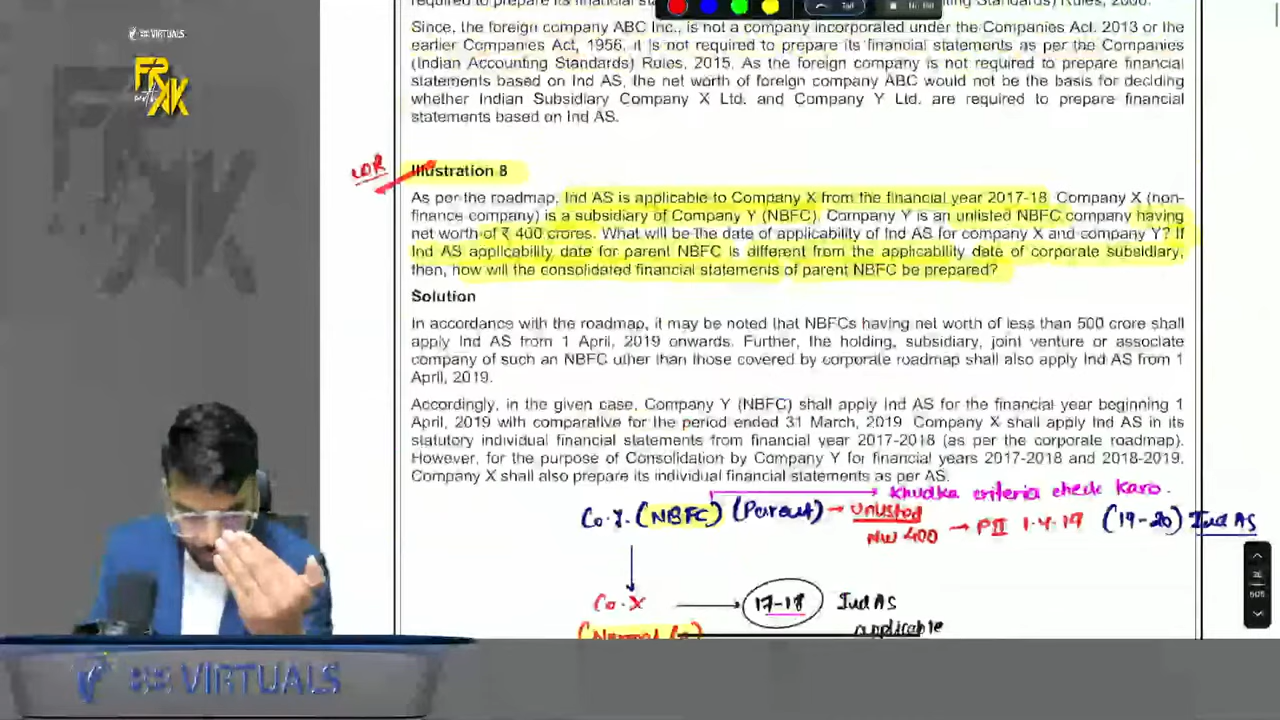 VIRTUALS
FR
with
AK
Since, the foreign company ABC Inc., is not a company incorporated under the Companies Act. 2013 or the
earlier Companies Act, 1956, it is not required to prepare its financial statements as per the Companies
(Indian Accounting Standards) Rules, 2015. As the foreign company is not required to prepare financial
statements based on Ind AS, the net worth of foreign company ABC would not be the basis for deciding
whether Indian Subsidiary Company X Ltd. and Company Y Ltd. are required to prepare financial
statements based on Ind AS.
LDR
Illustration 8
As per the roadmap, Ind AS is applicable to Company X from the financial year 2017-18 Company X (non-
finance company) is a subsidiary of Company Y (NBFC). Company Y is an unlisted NBFC company having
net worth of ₹ 400 crores. What will be the date of applicability of Ind AS for company X and company Y? If
Ind AS applicability date for parent NBFC is different from the applicability date of corporate subsidiary,
then, how will the consolidated financial statements of parent NBFC be prepared?
Solution
In accordance with the roadmap, it may be noted that NBFCs having net worth of less than 500 crore shall
apply Ind AS from 1 April, 2019 onwards. Further, the holding, subsidiary, joint venture or associate
company of such an NBFC other than those covered by corporate roadmap shall also apply Ind AS from 1
April, 2019.
Accordingly, in the given case, Company Y (NBFC) shall apply Ind AS for the financial year beginning 1
April, 2019 with comparative for the period ended 31 March, 2019 Company X shall apply Ind AS in its
statutory individual financial statements from financial year 2017-2018 (as per the corporate roadmap).
However, for the purpose of Consolidation by Company Y for financial years 2017-2018 and 2018-2019.
Company X shall also prepare its individual financial statements as per AS.
Khudka criteria check Karo.
Co.Y. (NBFC) (Parent) → Unlisted
NW 400 → PII 1.4.19 (19-20) Ind AS
Co. X → 17-18 Ind AS
applicable
VIRTUALS